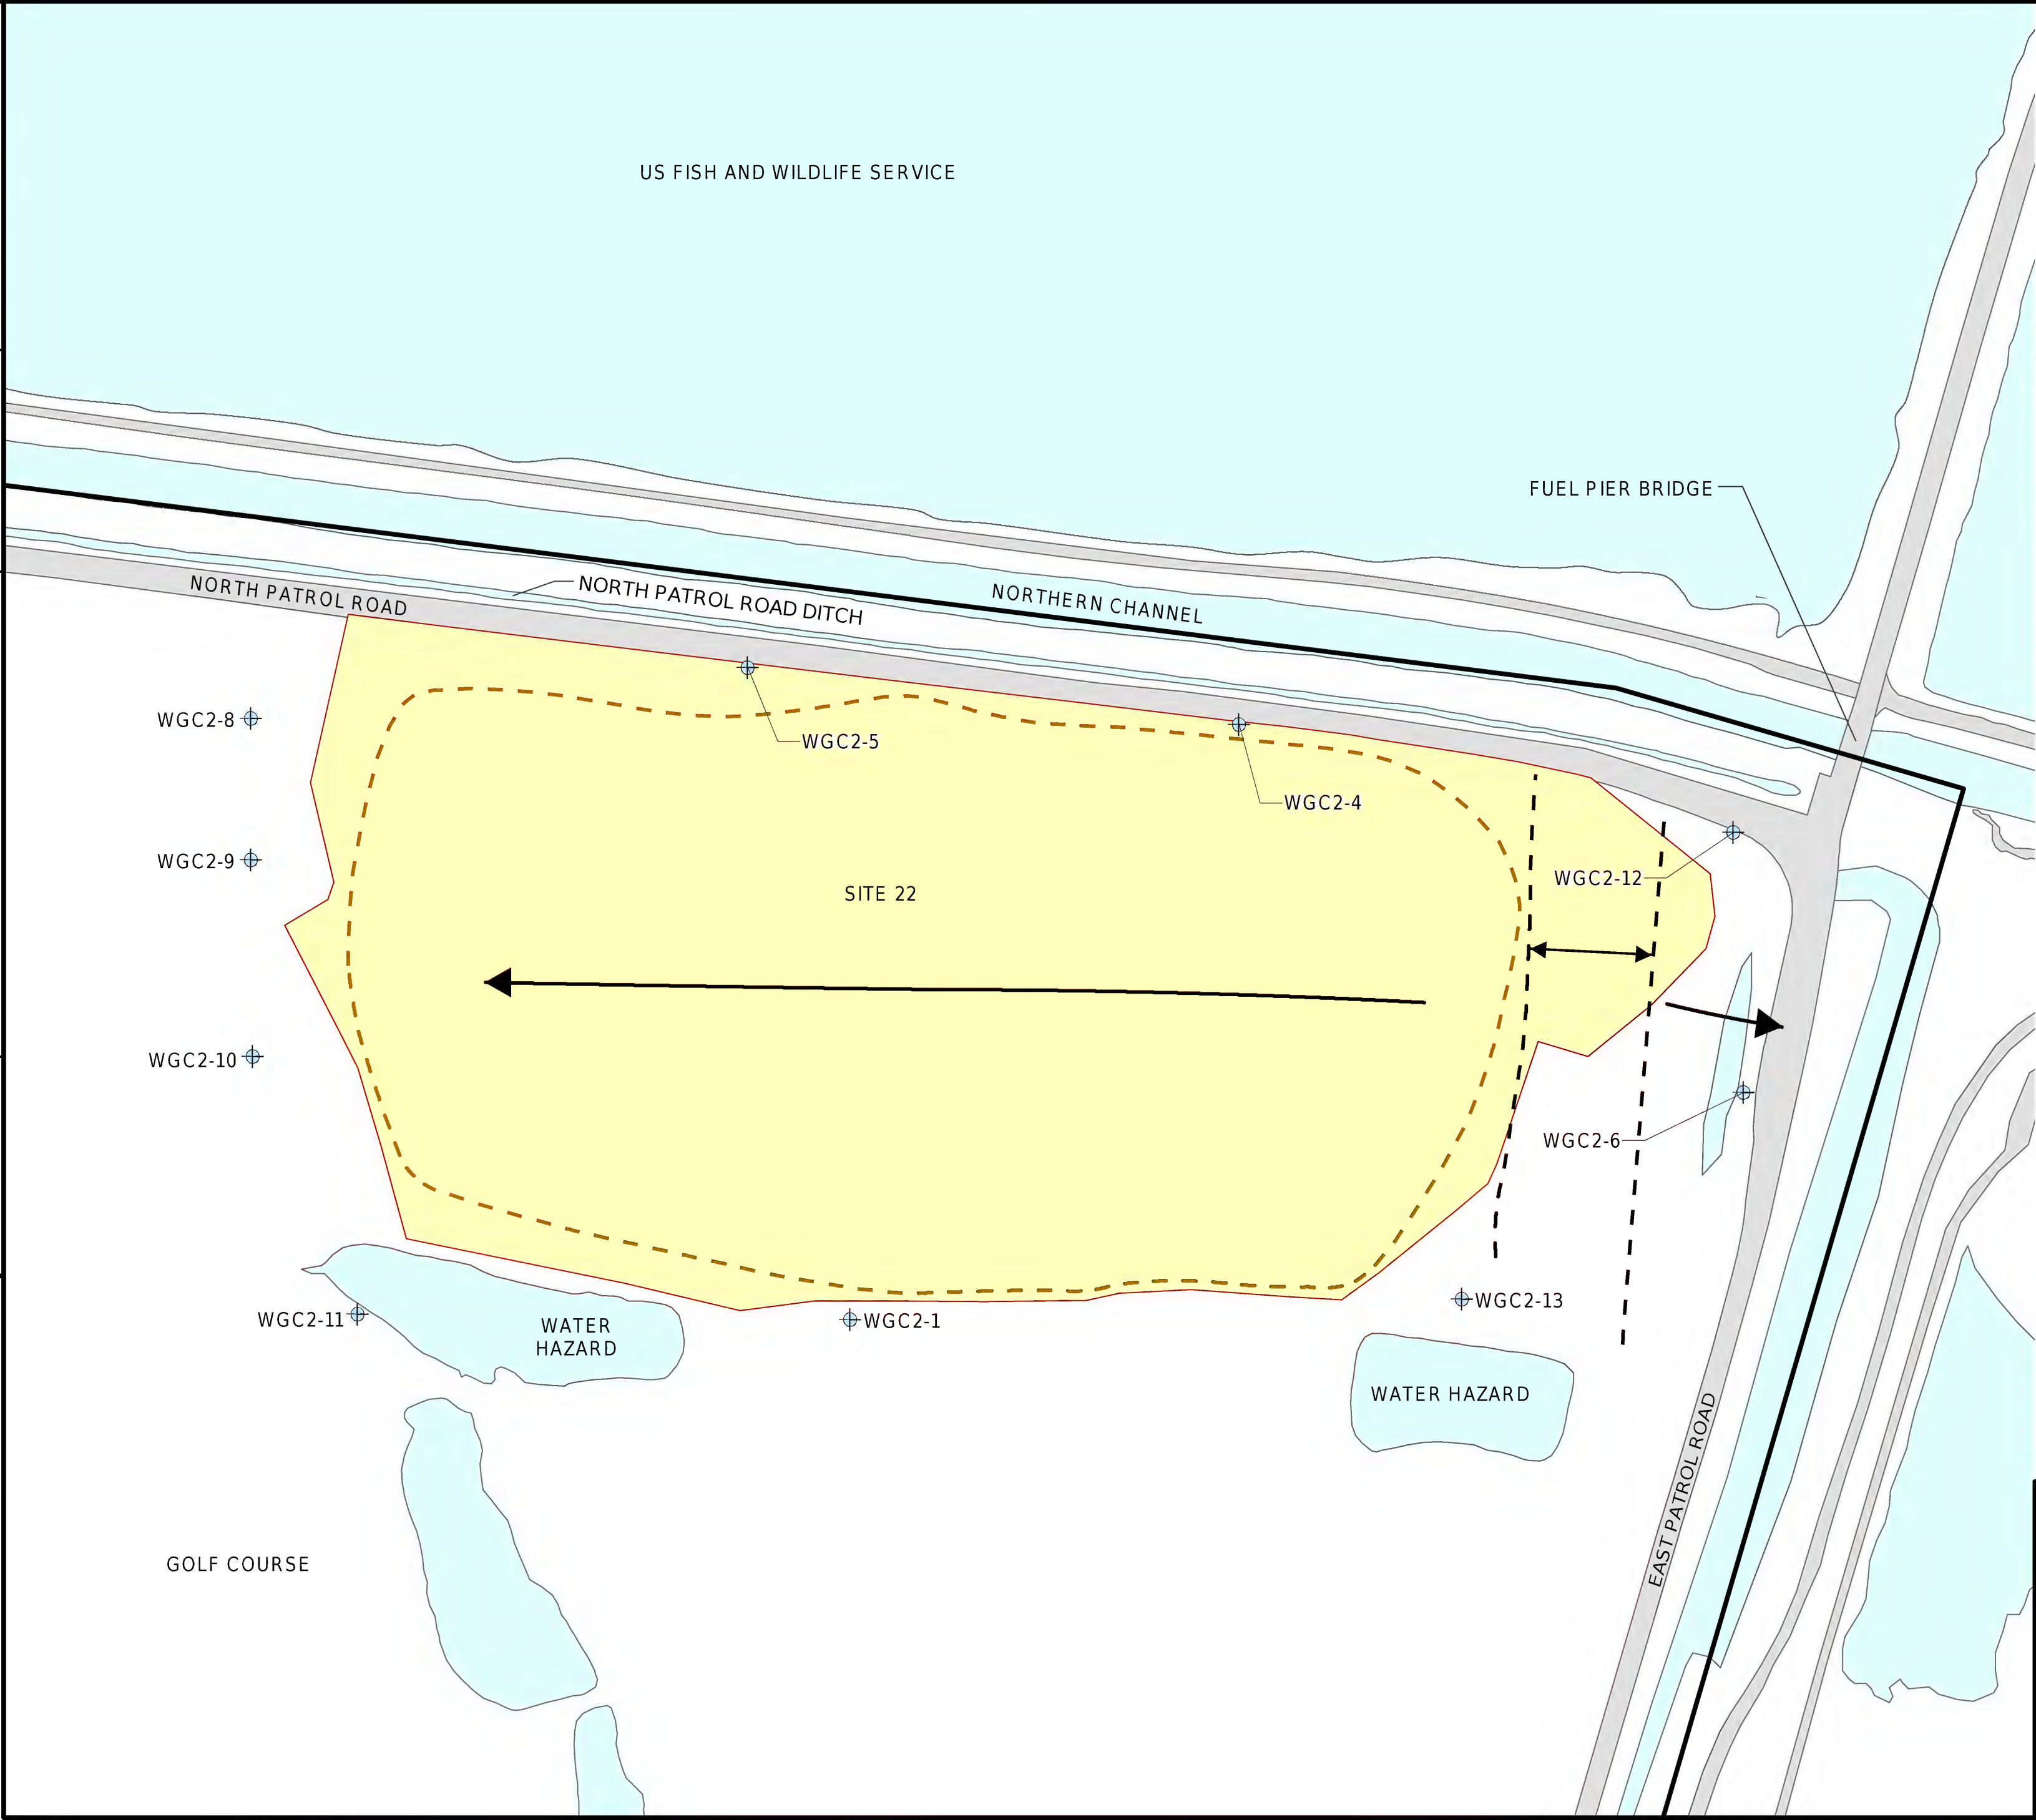 US FISH AND WILDLIFE SERVICE
FUEL PIER BRIDGE
NORTH PATROL ROAD
NORTH PATROL ROAD DITCH
NORTHERN CHANNEL
WGC2-8
WGC2-5
WGC2-4
WGC2-9
WGC2-12
SITE 22
WGC2-10
WGC2-6
WGC2-11
WATER
HAZARD
WGC2-1
WGC2-13
WATER HAZARD
EAST PATROL ROAD
GOLF COURSE